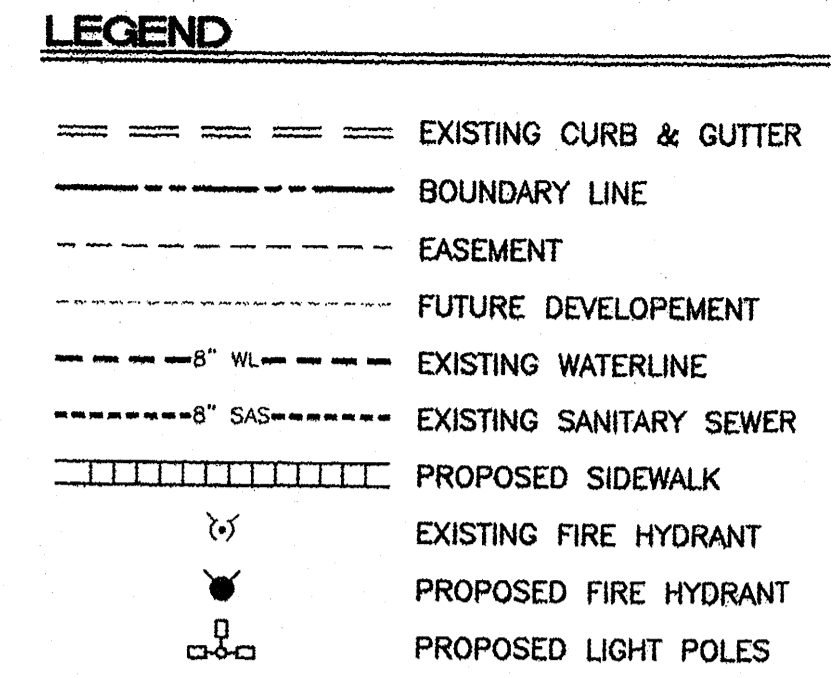 LEGEND
EXISTING CURB & GUTTER
BOUNDARY LINE
EASEMENT
FUTURE DEVELOPEMENT
8" WL EXISTING WATERLINE
8" SAS EXISTING SANITARY SEWER
PROPOSED SIDEWALK
EXISTING FIRE HYDRANT
PROPOSED FIRE HYDRANT
PROPOSED LIGHT POLES